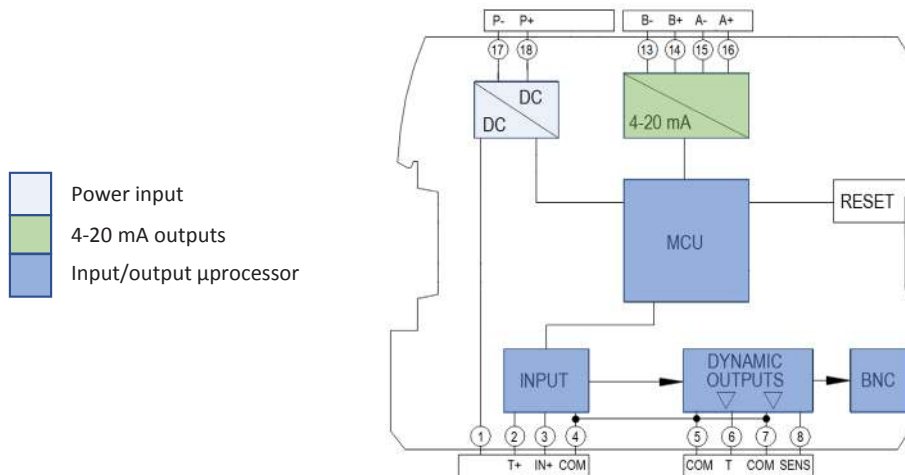 P- P+ B- B+ A- A+
17 18 13 14 15 16
DC
DC
4-20 mA
Power input
4-20 mA outputs
Input/output µprocessor
MCU
RESET
INPUT
DYNAMIC
OUTPUTS
BNC
1 2 3 4 5 6 7 8
T+ IN+ COM COM T COM SENS